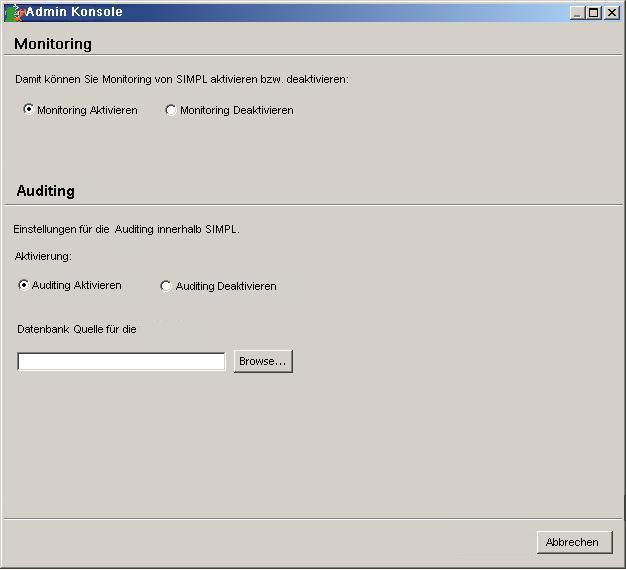 Admin Konsole
Monitoring
Damit können Sie Monitoring von SIMPL aktivieren bzw. deaktivieren:
Monitoring Aktivieren Monitoring Deaktivieren
Auditing
Einstellungen für die Auditing innerhalb SIMPL.
Aktivierung:
Auditing Aktivieren Auditing Deaktivieren
Datenbank Quelle für die
Browse...
Abbrechen